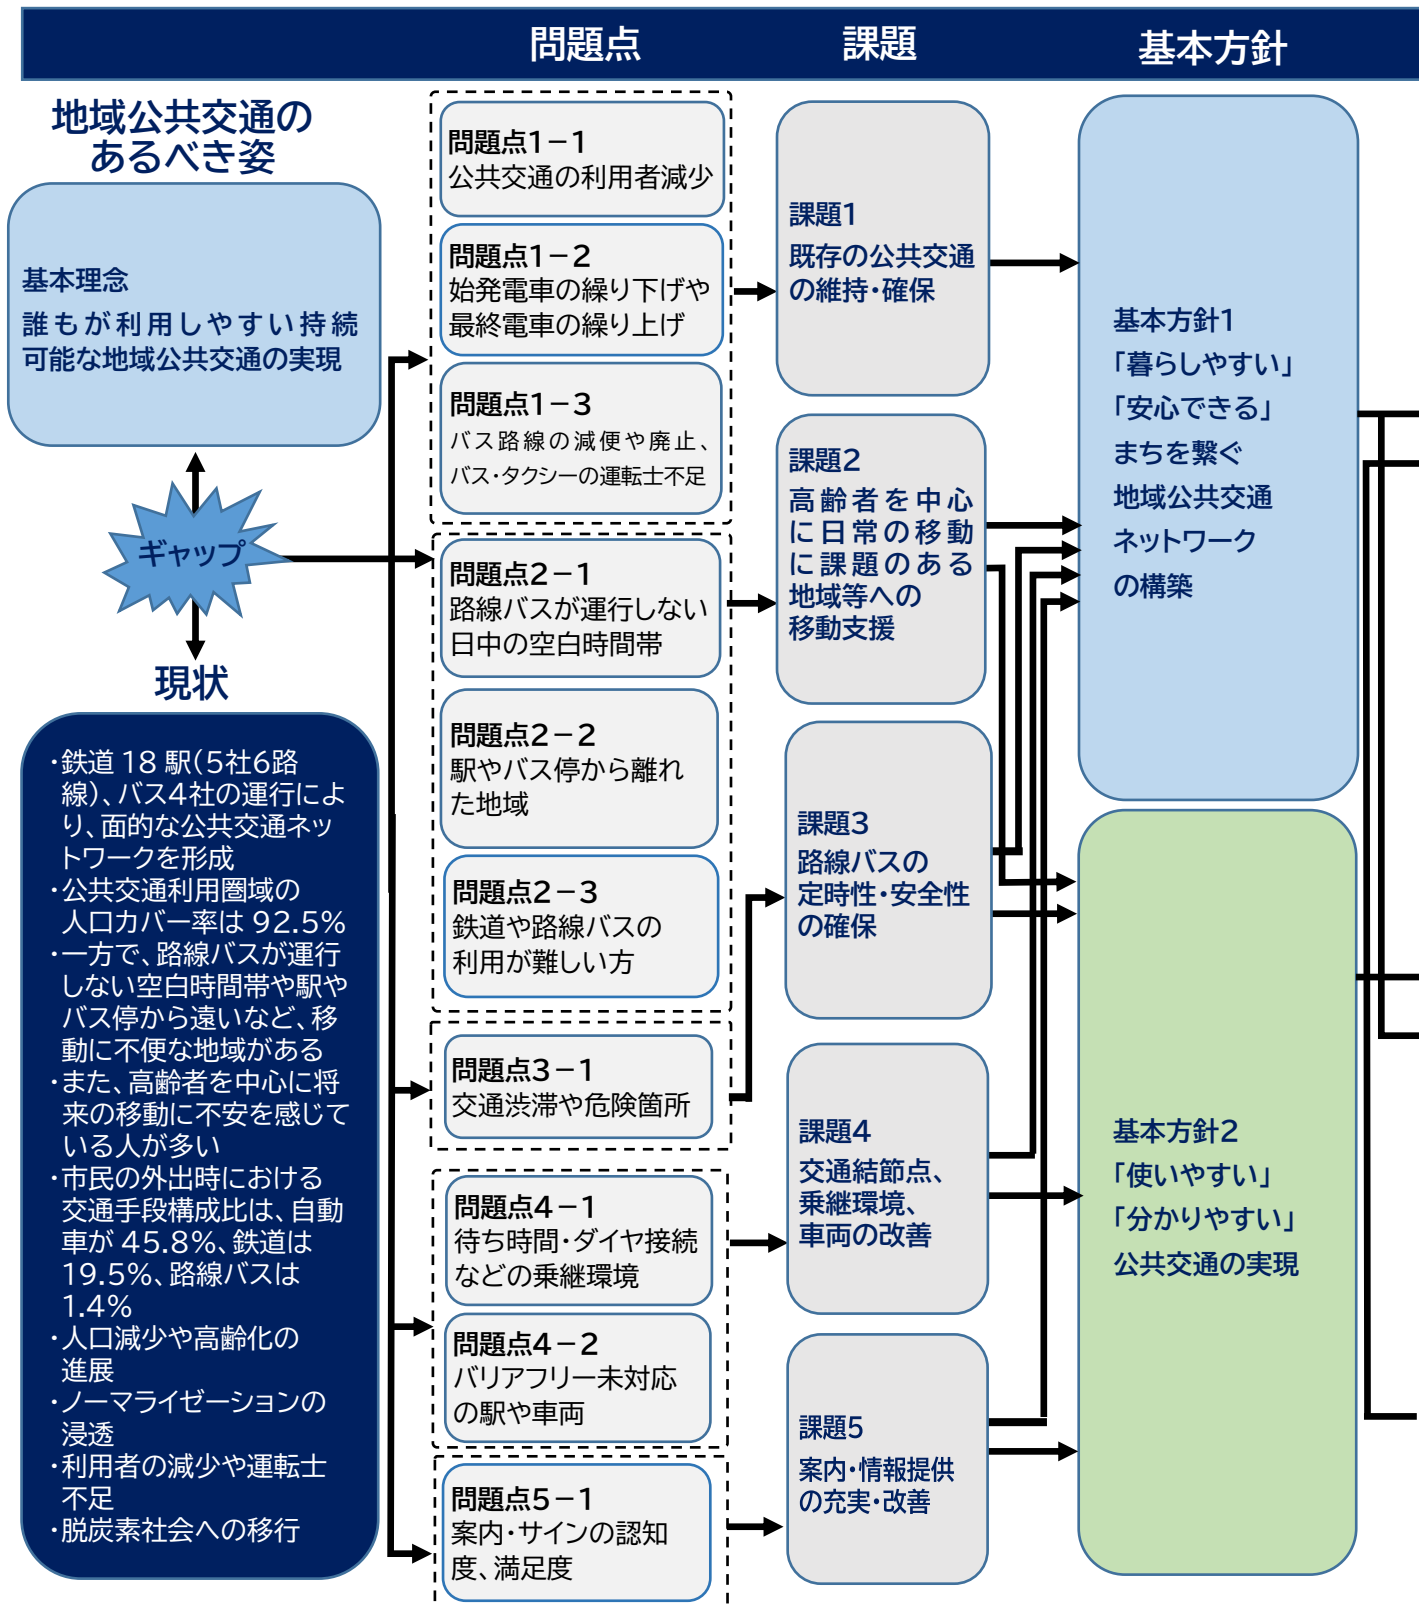 問題点
課題
基本方針
地域公共交通の
あるべき姿
基本理念
誰もが利用しやすい持続
可能な地域公共交通の実現
ギャップ
現状
・鉄道 18 駅(5社6路
線)、バス4社の運行によ
り、面的な公共交通ネッ
トワークを形成
・公共交通利用圏域の
人口カバー率は 92.5%
・一方で、路線バスが運行
しない空白時間帯や駅や
バス停から遠いなど、移
動に不便な地域がある
・また、高齢者を中心に将
来の移動に不安を感じて
いる人が多い
・市民の外出時における
交通手段構成比は、自動
車が 45.8%、鉄道は
19.5%、路線バスは
1.4%
・人口減少や高齢化の
進展
・ノーマライゼーションの
浸透
・利用者の減少や運転士
不足
・脱炭素社会への移行
問題点1－1
公共交通の利用者減少
問題点1－2
始発電車の繰り下げや
最終電車の繰り上げ
問題点1－3
バス路線の減便や廃止、
バス・タクシーの運転士不足
問題点2－1
路線バスが運行しない
日中の空白時間帯
問題点2－2
駅やバス停から離れ
た地域
問題点2－3
鉄道や路線バスの
利用が難しい方
問題点3－1
交通渋滞や危険箇所
問題点4－1
待ち時間・ダイヤ接続
などの乗継環境
問題点4－2
バリアフリー未対応
の駅や車両
問題点5－1
案内・サインの認知
度、満足度
課題1
既存の公共交通
の維持・確保
課題2
高齢者を中心
に日常の移動
に課題のある
地域等への
移動支援
課題3
路線バスの
定時性・安全性
の確保
課題4
交通結節点、
乗継環境、
車両の改善
課題5
案内・情報提供
の充実・改善
基本方針1
「暮らしやすい」
「安心できる」
まちを繋ぐ
地域公共交通
ネットワーク
の構築
基本方針2
「使いやすい」
「分かりやすい」
公共交通の実現